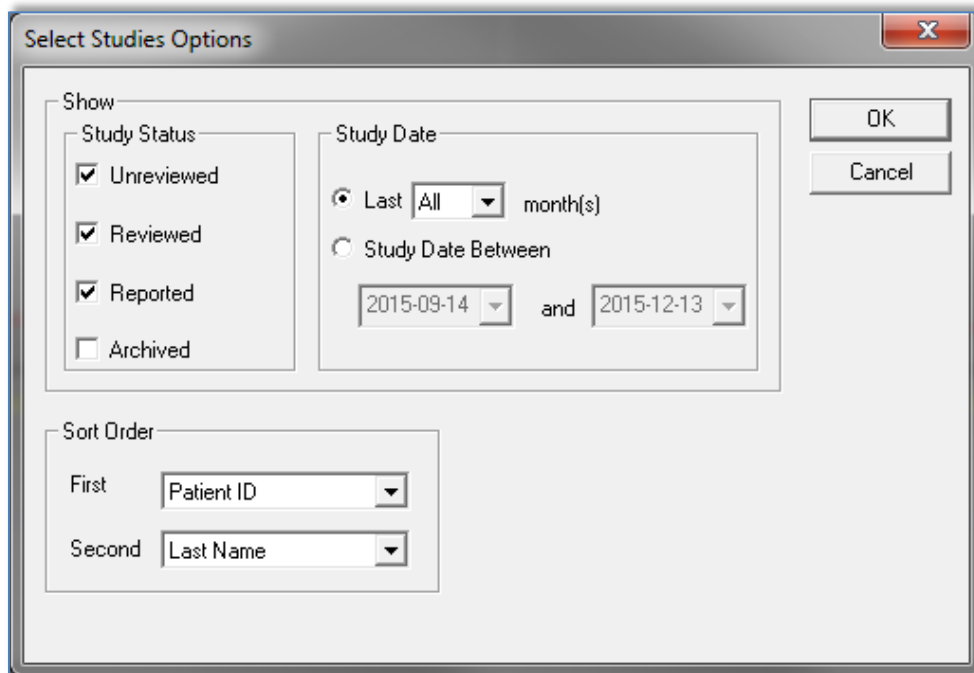 Select Studies Options
Show
Study Status
Unreviewed
Reviewed
Reported
Archived
Study Date
Last All month(s)
Study Date Between
2015-09-14 and 2015-12-13
OK
Cancel
Sort Order
First Patient ID
Second Last Name